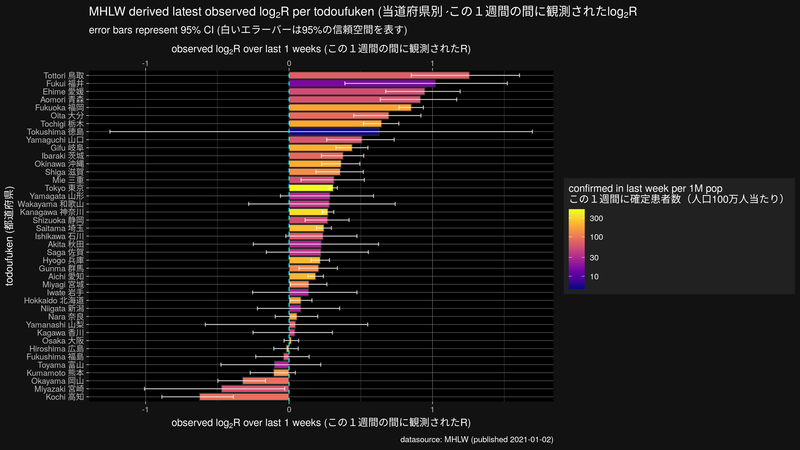 MHLW derived latest observed log2R per todoufuken (当道府県別 -この１週間の間に観測されたlog2R
error bars represent 95% CI (白いエラーバーは95%の信頼空間を表す)
observed log2R over last 1 weeks (この１週間の間に観測されたR)
-1 0 1
Tottori 鳥取
Fukui 福井
Ehime 愛媛
Aomori 青森
Fukuoka 福岡
Oita 大分
Tochigi 栃木
Tokushima 徳島
Yamaguchi 山口
Gifu 岐阜
Ibaraki 茨城
Okinawa 沖縄
Shiga 滋賀
Mie 三重
Tokyo 東京
Yamagata 山形
Wakayama 和歌山
Kanagawa 神奈川
Shizuoka 静岡
Saitama 埼玉
Ishikawa 石川
Akita 秋田
Saga 佐賀
Hyogo 兵庫
Gunma 群馬
Aichi 愛知
Miyagi 宮城
Iwate 岩手
Hokkaido 北海道
Niigata 新潟
Nara 奈良
Yamanashi 山梨
Kagawa 香川
Osaka 大阪
Hiroshima 広島
Fukushima 福島
Toyama 富山
Kumamoto 熊本
Okayama 岡山
Miyazaki 宮崎
Kochi 高知
todoufuken (都道府県)
-1 0 1
observed log2R over last 1 weeks (この１週間の間に観測されたR)
confirmed in last week per 1M pop
この１週間に確定患者数（人口100万人当たり）
300
100
30
10
datasource: MHLW (published 2021-01-02)